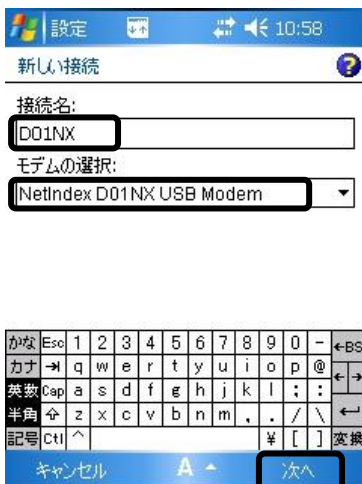 設定 10:58
新しい接続
接続名:
D01NX
モデムの選択:
NetIndex D01NX USB Modem
かな Esc 1 2 3 4 5 6 7 8 9 0 - ←BS
カナ →| q w e r t y u i o p @ ← →
英数 Cap a s d f g h j k l ; :
半角 ⇧ z x c v b n m , . / \ ←
記号 Ctl ^ ¥ [ ] 変換
キャンセル A 次へ